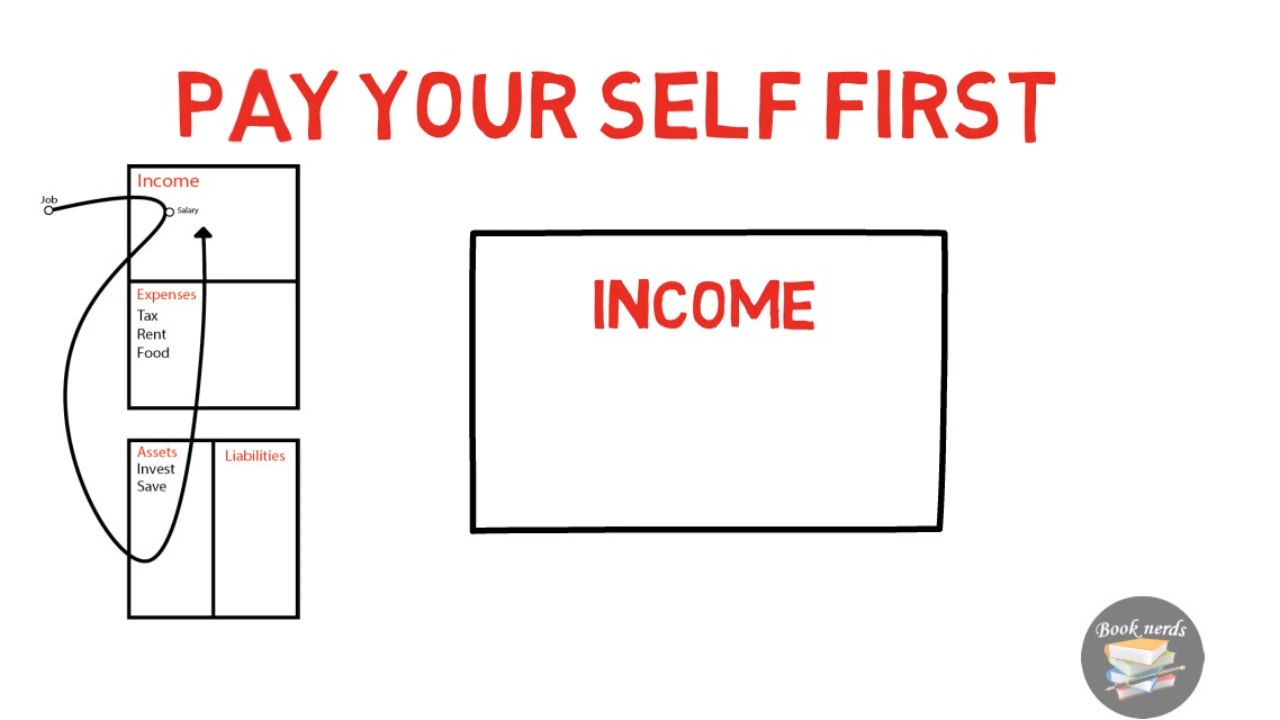 PAY YOUR SELF FIRST
Income
Job
Salary
Expenses
Tax
Rent
Food
Assets
Invest
Save
Liabilities
INCOME
Book nerds